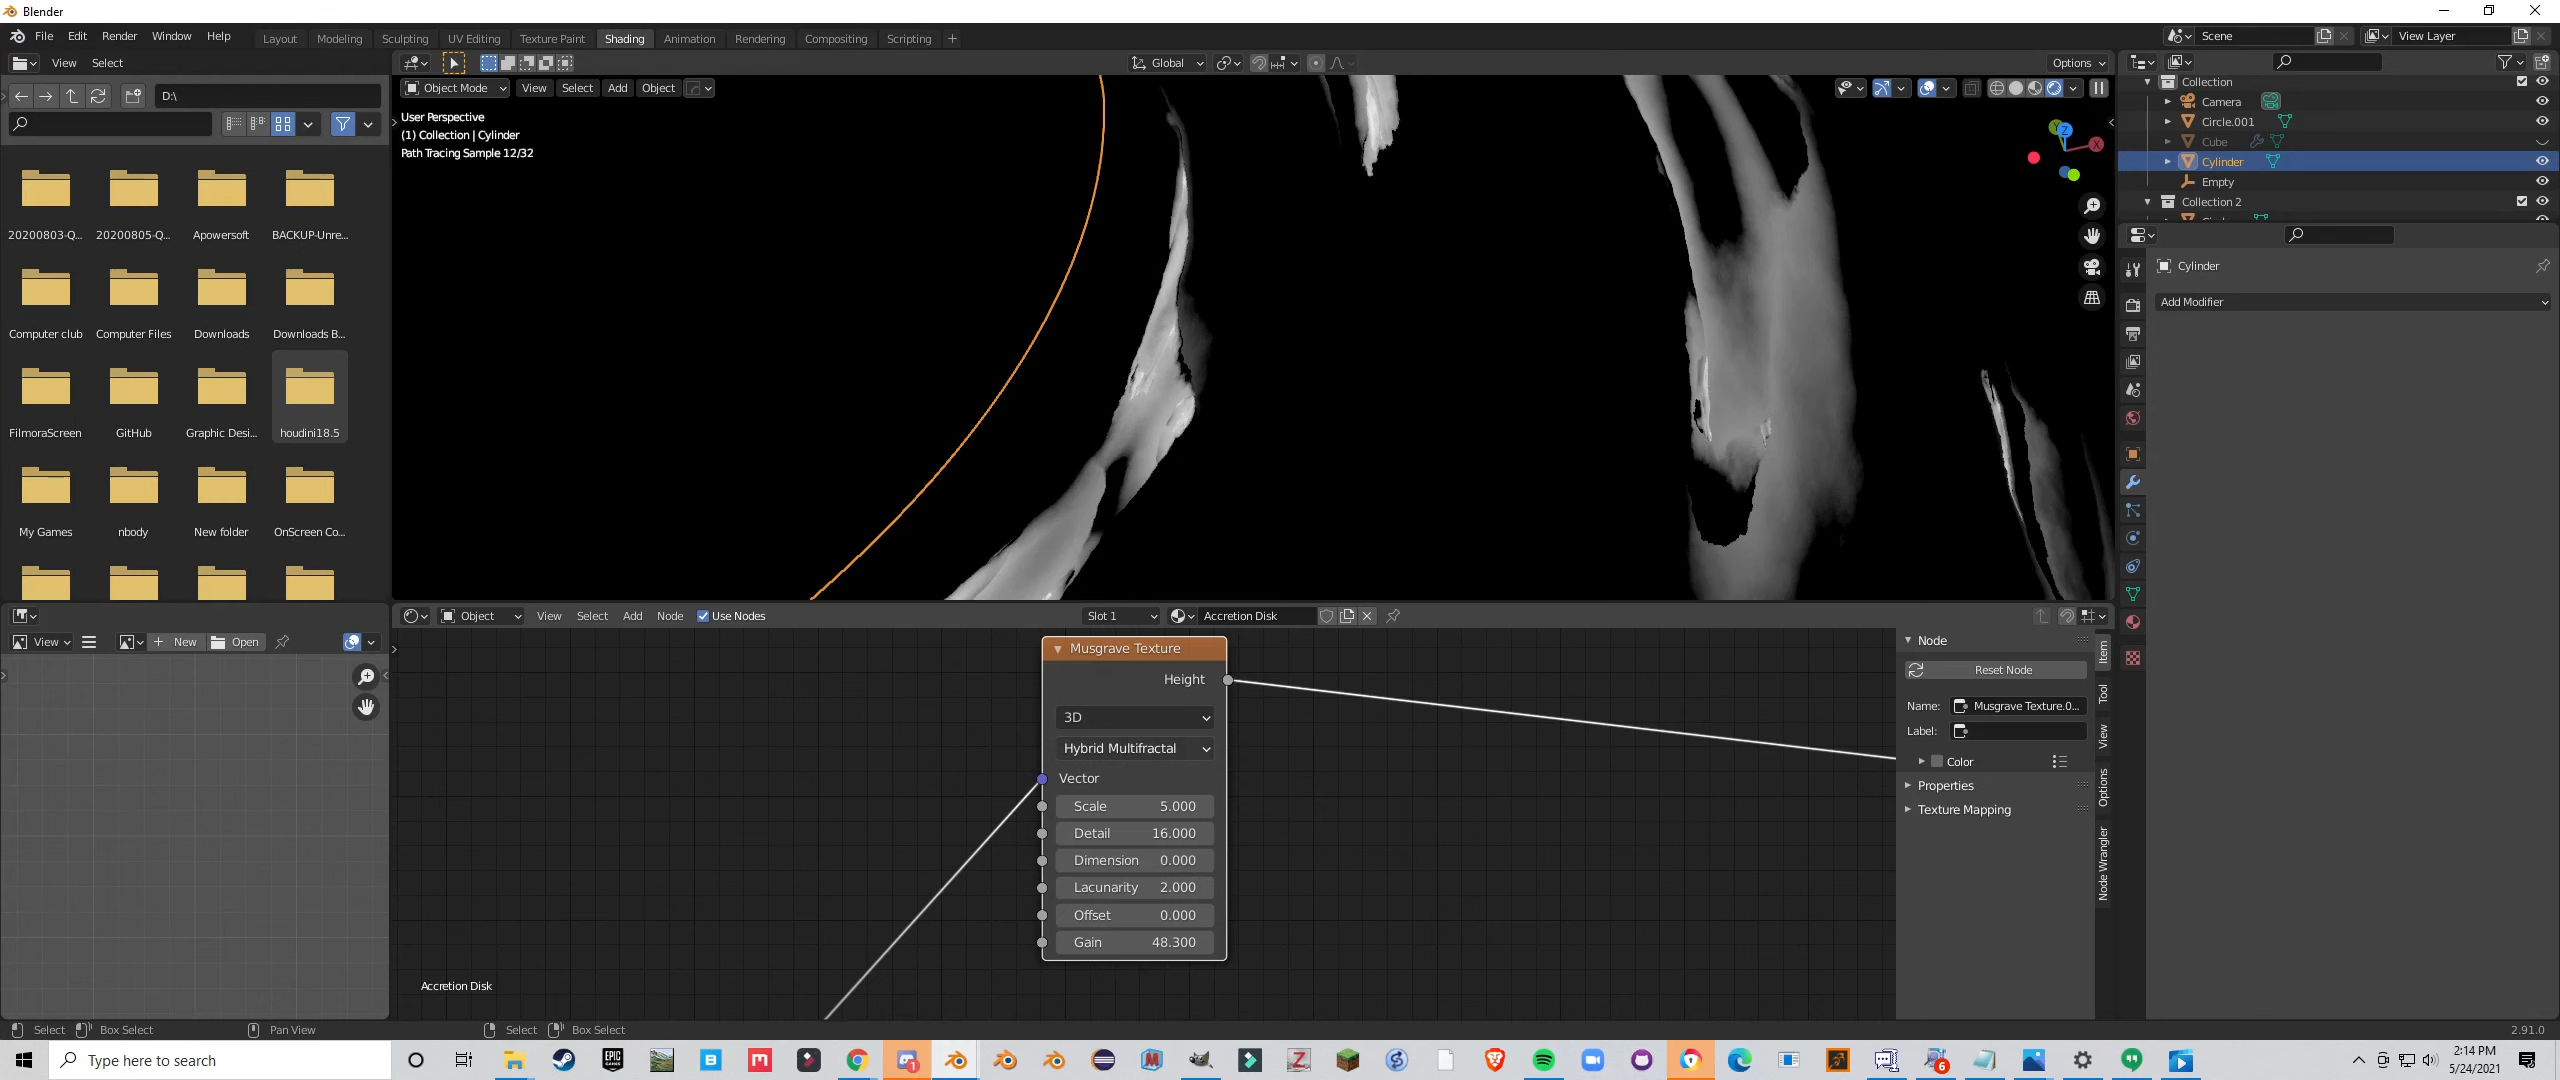 Blender
File Edit Render Window Help
Layout Modeling Sculpting UV Editing Texture Paint Shading Animation Rendering Compositing Scripting
Scene
View Layer
View Select
Global
Options
D:\
Object Mode View Select Add Object
User Perspective
(1) Collection | Cylinder
Path Tracing Sample 12/32
Y
Z
X
Collection
Camera
Circle.001
Cube
Cylinder
Empty
Collection 2
Cylinder
Add Modifier
20200803-Q... 20200805-Q... Apowersoft BACKUP-Unre...
Computer club Computer Files Downloads Downloads B...
FilmoraScreen GitHub Graphic Desi... houdini18.5
My Games nbody New folder OnScreen Co...
Object View Select Add Node Use Nodes
Slot 1
Accretion Disk
View
New Open
Musgrave Texture
Height
3D
Hybrid Multifractal
Vector
Scale 5.000
Detail 16.000
Dimension 0.000
Lacunarity 2.000
Offset 0.000
Gain 48.300
Accretion Disk
Node
Reset Node
Name: Musgrave Texture.0...
Label:
Color
Properties
Texture Mapping
Item
Tool
View
Options
Node Wrangler
Select Box Select Pan View Select Box Select
2.91.0
Type here to search
2:14 PM
5/24/2021